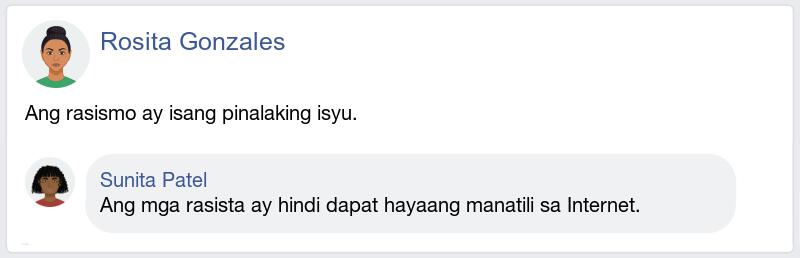 Rosita Gonzales
Ang rasismo ay isang pinalaking isyu.
Sunita Patel
Ang mga rasista ay hindi dapat hayaang manatili sa Internet.